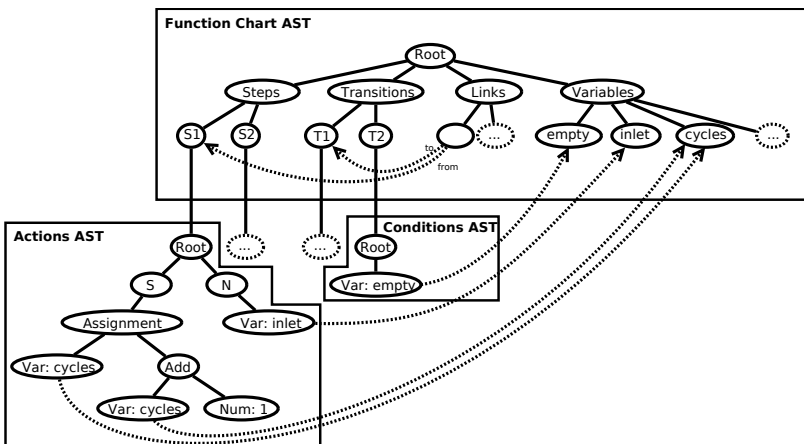 Function Chart AST
Root
Steps Transitions Links Variables
S1 S2 T1 T2 ... empty inlet cycles ...
to
from
Actions AST
Conditions AST
Root ... ... Root
S N Var: empty
Assignment Var: inlet
Var: cycles Add
Var: cycles Num: 1